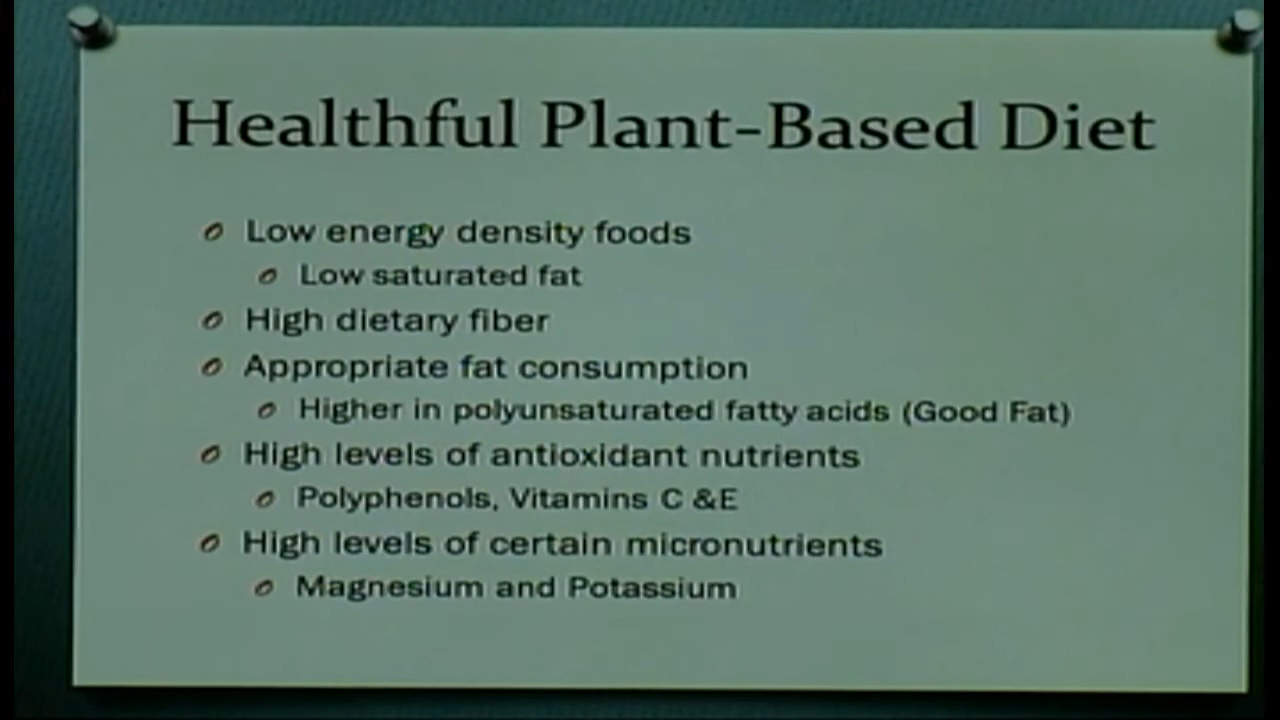 Healthful Plant-Based Diet
Low energy density foods
Low saturated fat
High dietary fiber
Appropriate fat consumption
Higher in polyunsaturated fatty acids (Good Fat)
High levels of antioxidant nutrients
Polyphenols, Vitamins C &E
High levels of certain micronutrients
Magnesium and Potassium